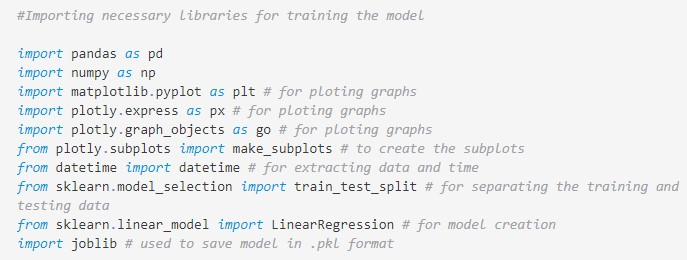 #Importing necessary libraries for training the model
import pandas as pd
import numpy as np
import matplotlib.pyplot as plt # for ploting graphs
import plotly.express as px # for ploting graphs
import plotly.graph_objects as go # for ploting graphs
from plotly.subplots import make_subplots # to create the subplots
from datetime import datetime # for extracting data and time
from sklearn.model_selection import train_test_split # for separating the training and
testing data
from sklearn.linear_model import LinearRegression # for model creation
import joblib # used to save model in .pkl format